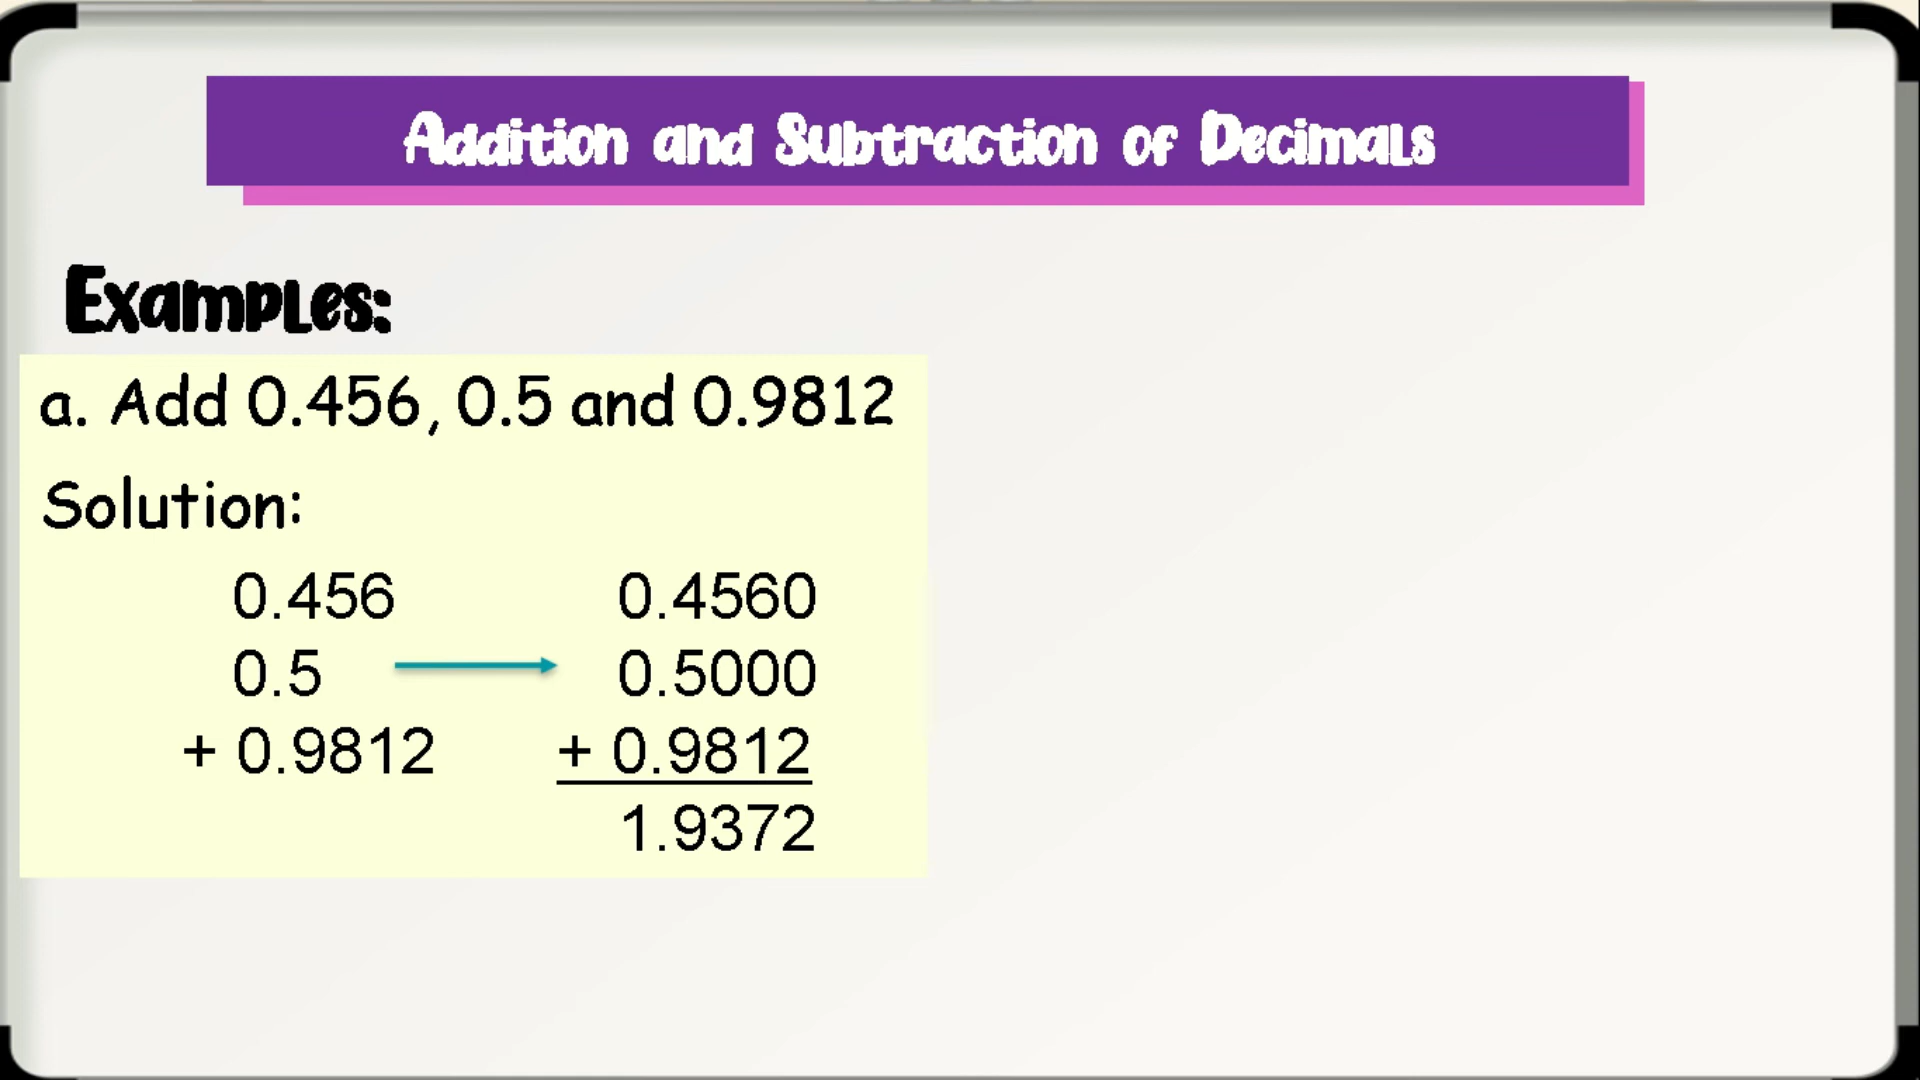 Addition and Subtraction of Decimals
Examples:
a. Add 0.456, 0.5 and 0.9812
Solution:
0.456 0.4560
0.5 0.5000
+ 0.9812 + 0.9812
1.9372